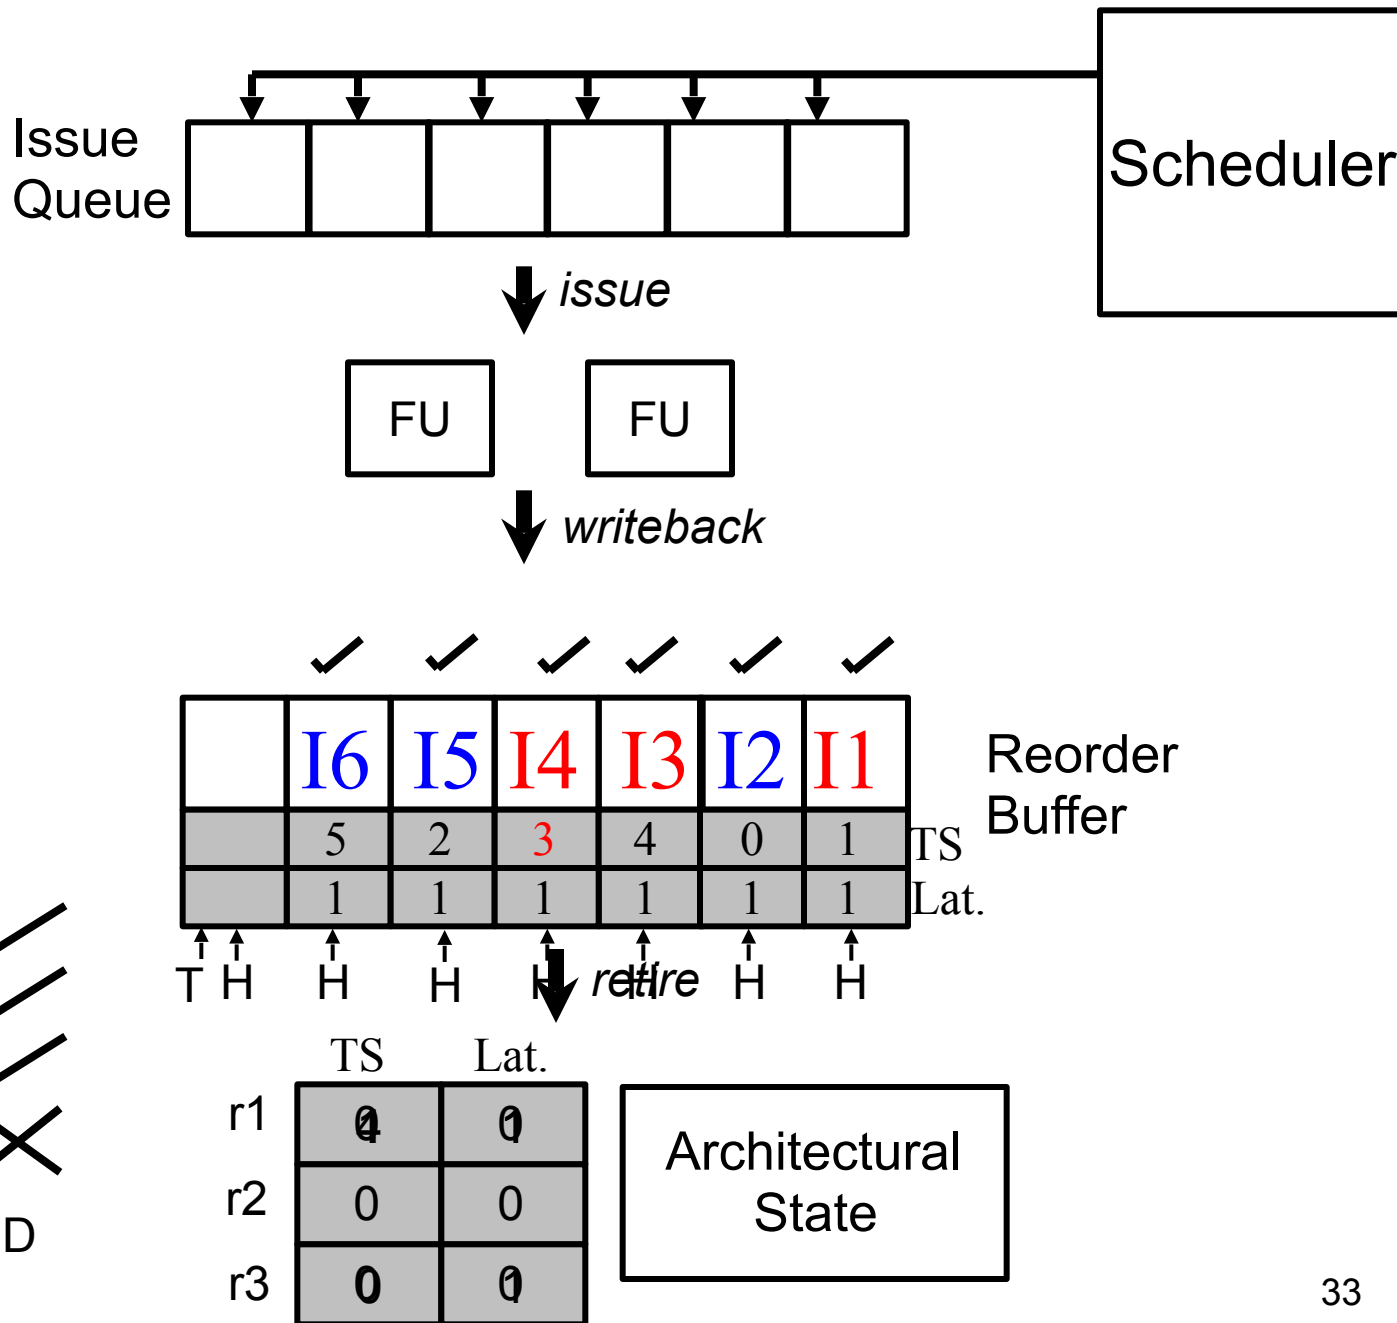 Issue
Queue
Scheduler
issue
FU FU
writeback
I6 I5 I4 I3 I2 I1
Reorder
Buffer
5 2 3 4 0 1 TS
1 1 1 1 1 1 Lat.
T H H H H H H H
retire
TS Lat.
r1
r2 0 0
r3 0
Architectural
State
D
33